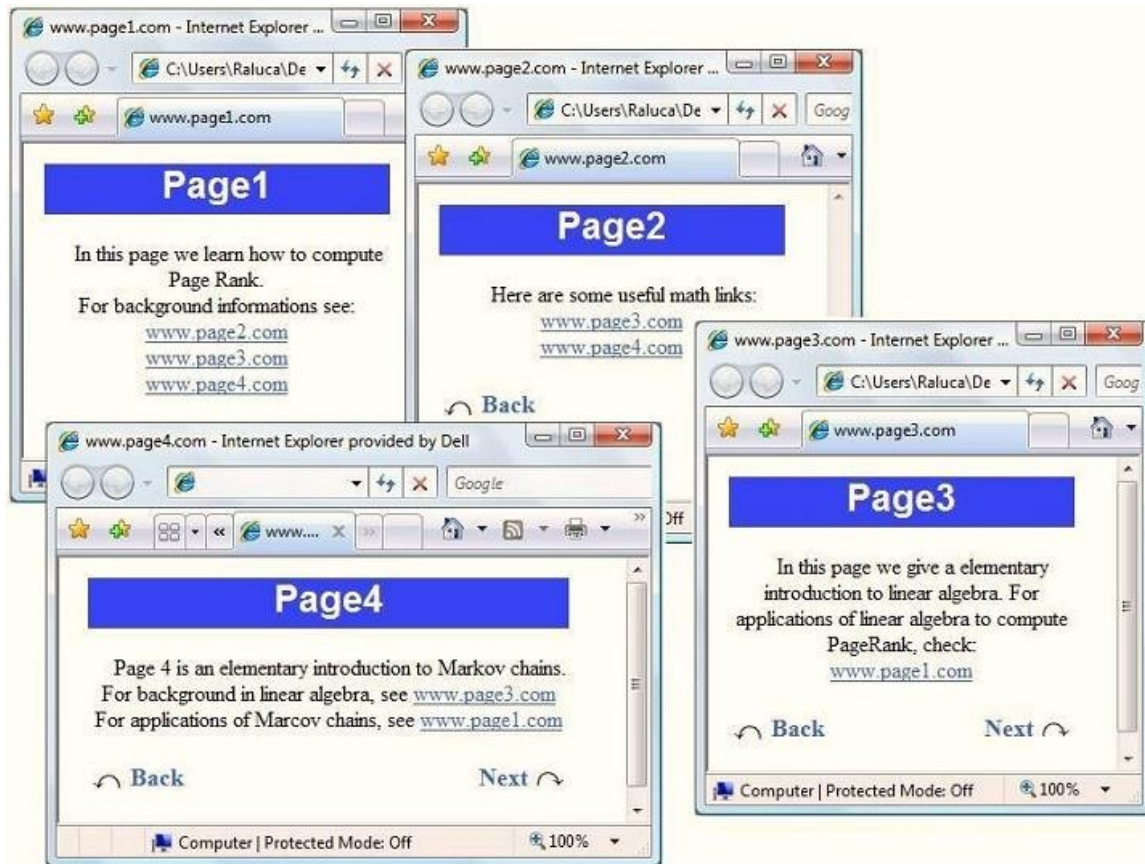 www.page1.com - Internet Explorer ...
C:\Users\Raluca\De
www.page1.com
Page1
In this page we learn how to compute
Page Rank.
For background informations see:
www.page2.com
www.page3.com
www.page4.com
www.page2.com - Internet Explorer ...
C:\Users\Raluca\De
Goog
www.page2.com
Page2
Here are some useful math links:
www.page3.com
www.page4.com
Back
Off
www.page3.com - Internet Explorer ...
C:\Users\Raluca\De
Goog
www.page3.com
Page3
In this page we give a elementary
introduction to linear algebra. For
applications of linear algebra to compute
PageRank, check:
www.page1.com
Back Next
Computer | Protected Mode: Off 100%
www.page4.com - Internet Explorer provided by Dell
Google
www....
Page4
Page 4 is an elementary introduction to Markov chains.
For background in linear algebra, see www.page3.com
For applications of Marcov chains, see www.page1.com
Back Next
Computer | Protected Mode: Off 100%